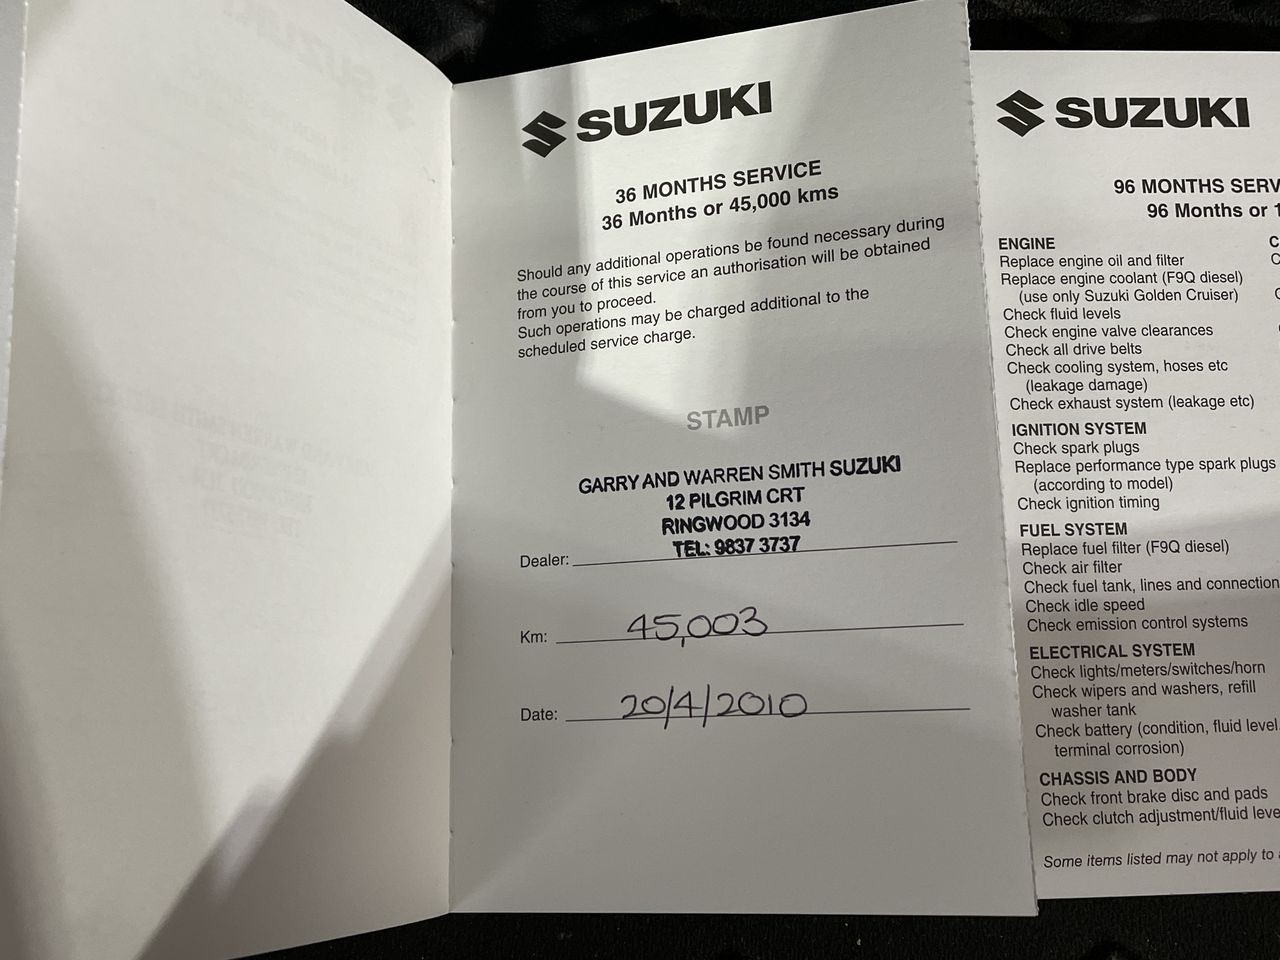 SUZUKI
36 MONTHS SERVICE
36 Months or 45,000 kms
Should any additional operations be found necessary during
the course of this service an authorisation will be obtained
from you to proceed.
Such operations may be charged additional to the
scheduled service charge.
STAMP
GARRY AND WARREN SMITH SUZUKI
12 PILGRIM CRT
RINGWOOD 3134
TEL: 9837 3737
Dealer:
Km: 45,003
Date: 20/4/2010
SUZUKI
96 MONTHS SERV
96 Months or 1
ENGINE
Replace engine oil and filter
Replace engine coolant (F9Q diesel)
(use only Suzuki Golden Cruiser)
Check fluid levels
Check engine valve clearances
Check all drive belts
Check cooling system, hoses etc
(leakage damage)
Check exhaust system (leakage etc)
IGNITION SYSTEM
Check spark plugs
Replace performance type spark plugs
(according to model)
Check ignition timing
FUEL SYSTEM
Replace fuel filter (F9Q diesel)
Check air filter
Check fuel tank, lines and connection
Check idle speed
Check emission control systems
ELECTRICAL SYSTEM
Check lights/meters/switches/horn
Check wipers and washers, refill
washer tank
Check battery (condition, fluid level
terminal corrosion)
CHASSIS AND BODY
Check front brake disc and pads
Check clutch adjustment/fluid leve
Some items listed may not apply to